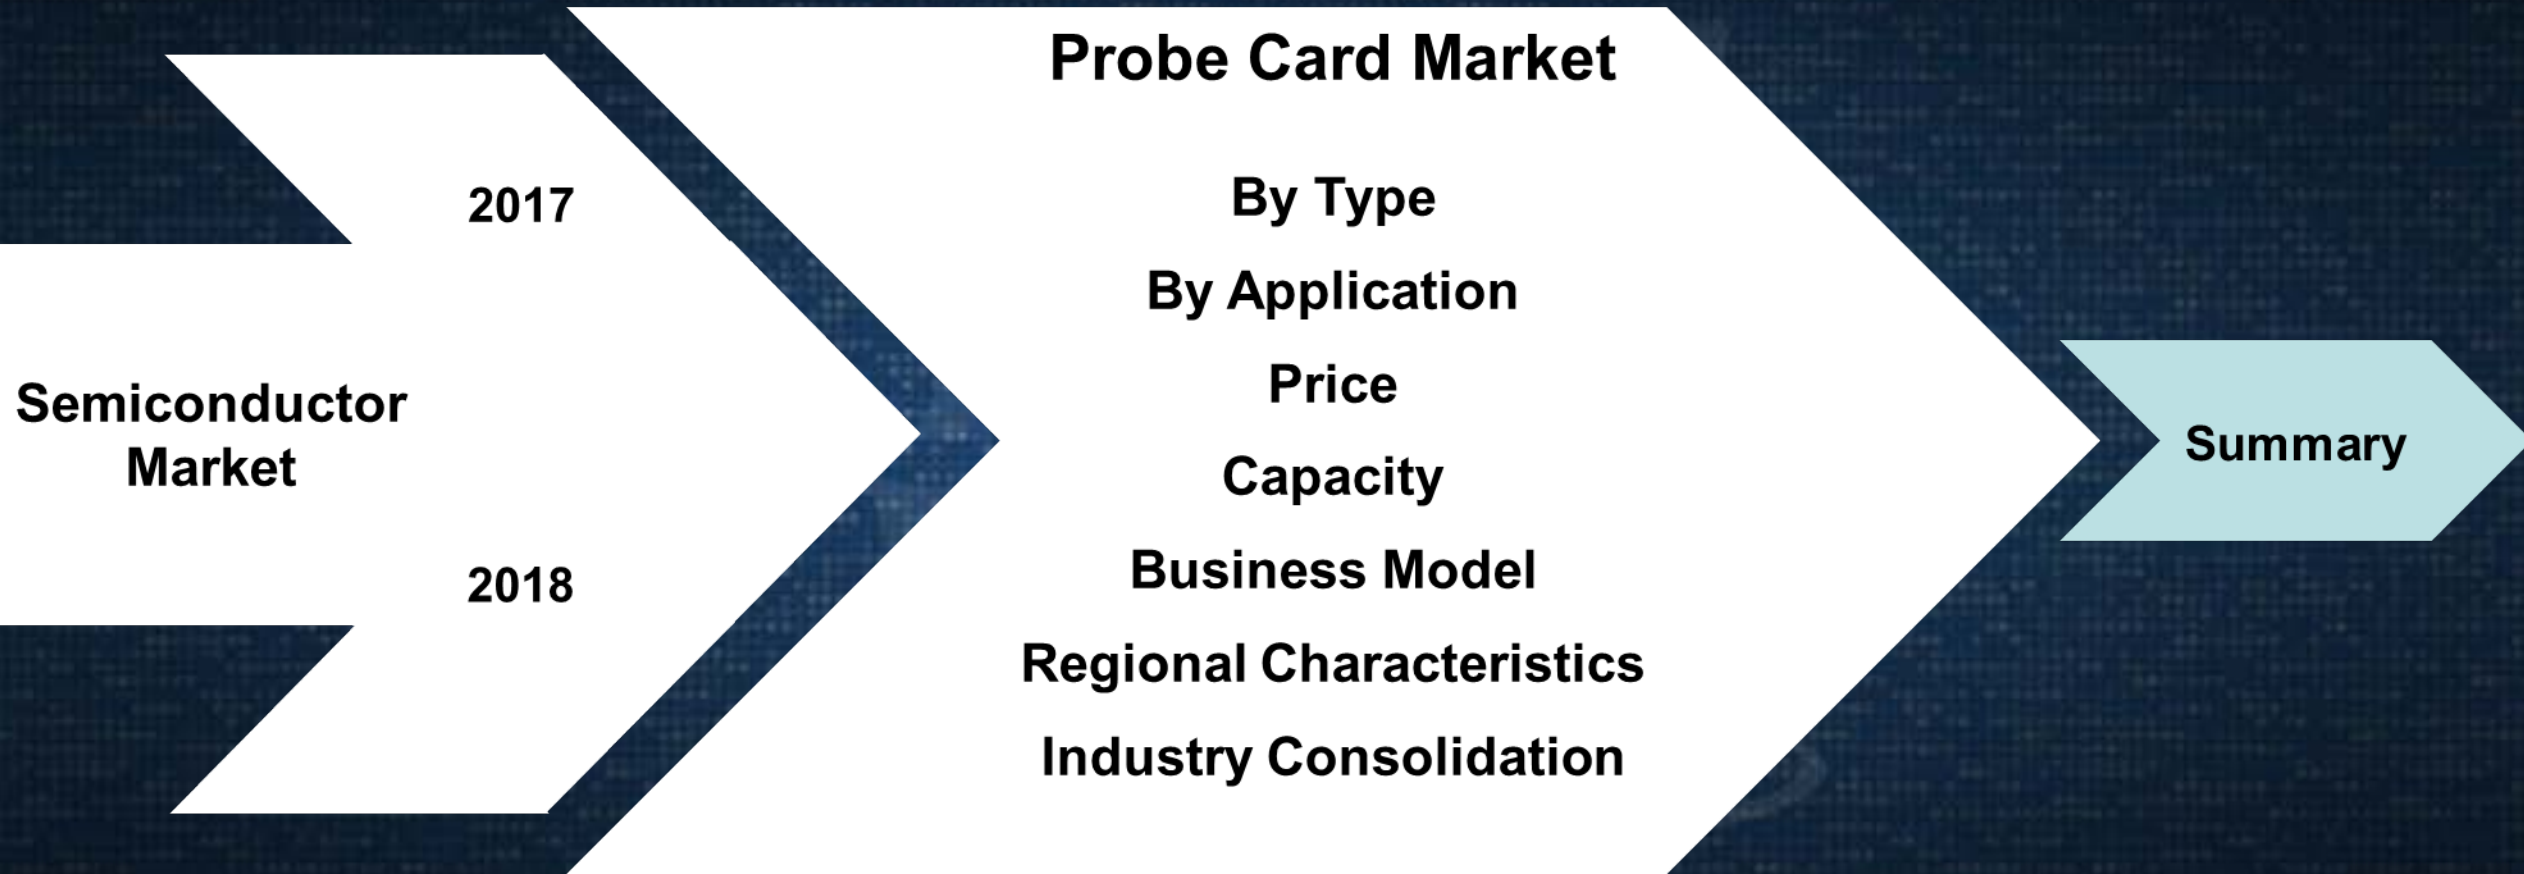 2017
Semiconductor
Market
2018
Probe Card Market
By Type
By Application
Price
Capacity
Business Model
Regional Characteristics
Industry Consolidation
Summary